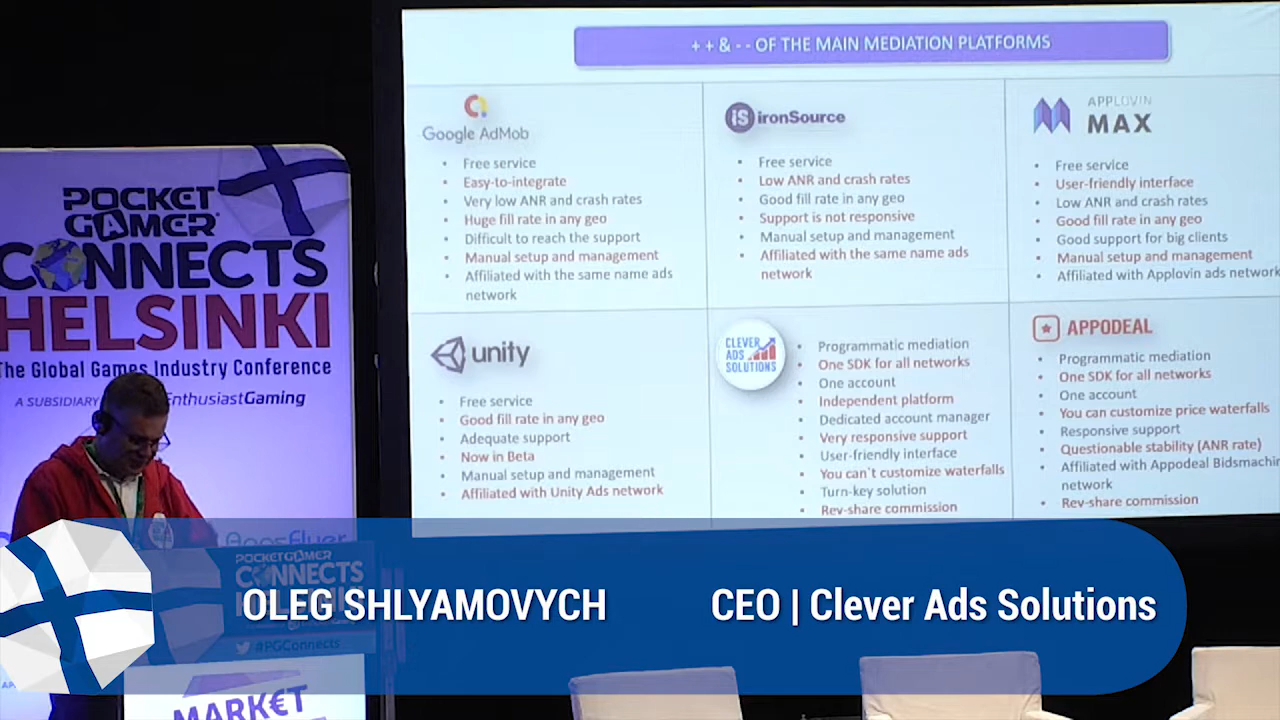 + + & - - OF THE MAIN MEDIATION PLATFORMS
Google AdMob
• Free service
• Easy-to-integrate
• Very low ANR and crash rates
• Huge fill rate in any geo
• Difficult to reach the support
• Manual setup and management
• Affiliated with the same name ads
network
iS ironSource
• Free service
• Low ANR and crash rates
• Good fill rate in any geo
• Support is not responsive
• Manual setup and management
• Affiliated with the same name ads
network
APPLOVIN
MAX
• Free service
• User-friendly interface
• Low ANR and crash rates
• Good fill rate in any geo
• Good support for big clients
• Manual setup and management
• Affiliated with Applovin ads network
unity
• Free service
• Good fill rate in any geo
• Adequate support
• Now in Beta
• Manual setup and management
• Affiliated with Unity Ads network
CLEVER
ADS
SOLUTIONS
• Programmatic mediation
• One SDK for all networks
• One account
• Independent platform
• Dedicated account manager
• Very responsive support
• User-friendly interface
• You can't customize waterfalls
• Turn-key solution
• Rev-share commission
APPODEAL
• Programmatic mediation
• One SDK for all networks
• One account
• You can customize price waterfalls
• Responsive support
• Questionable stability (ANR rate)
• Affiliated with Appodeal Bidsmachin
network
• Rev-share commission
POCKET
GAMER
CONNECTS
HELSINKI
The Global Games Industry Conference
A SUBSIDIARY EnthusiastGaming
AppsFlyer
POCKETGAMER
CONNECTS
#PGConnects
OLEG SHLYAMOVYCH
CEO | Clever Ads Solutions
MARK€T